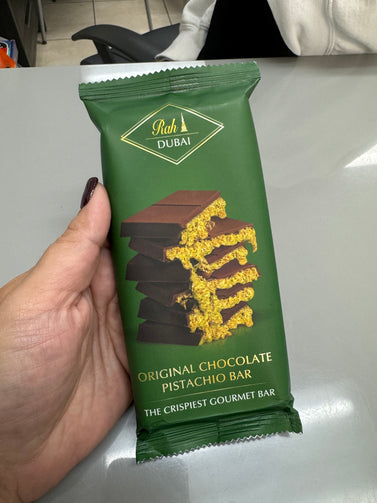 Rah
DUBAI
ORIGINAL CHOCOLATE
PISTACHIO BAR
THE CRISPIEST GOURMET BAR